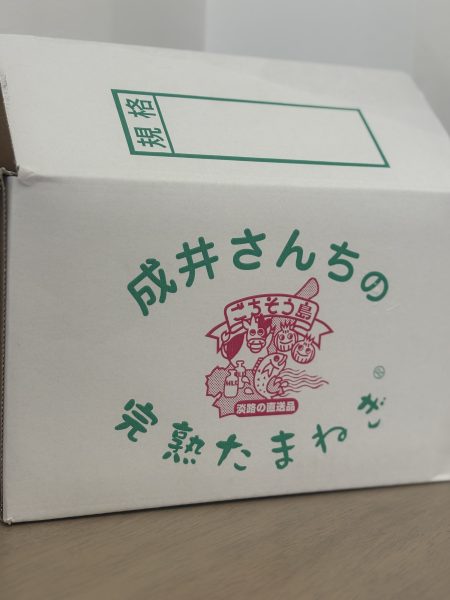 規格
成井さんちの
ごちそう島
MILK
淡路の直送品
完熟たまねぎ